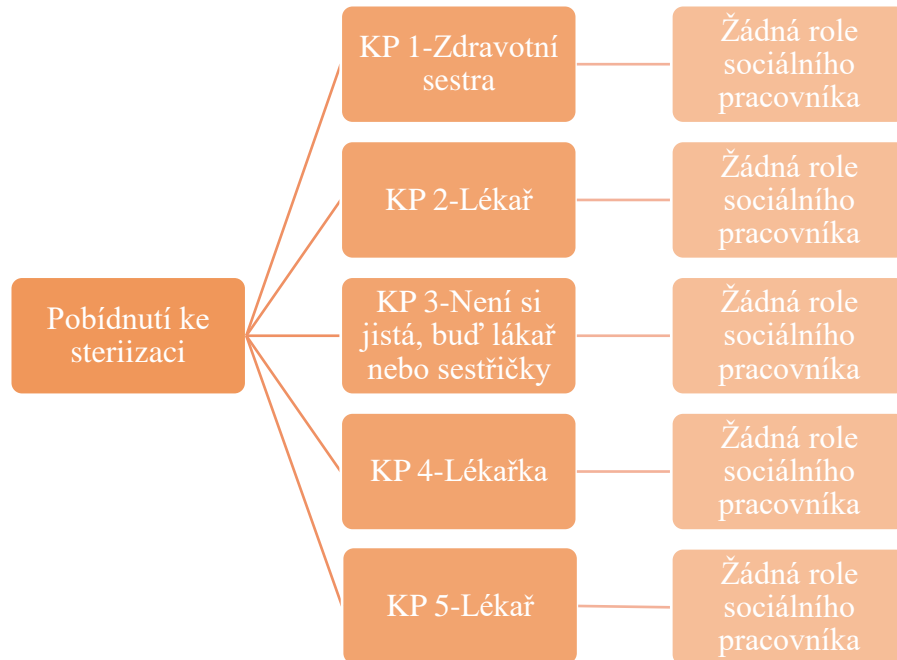 KP 1-Zdravotní
sestra
Žádná role
sociálního
pracovníka
KP 2-Lékař
Žádná role
sociálního
pracovníka
Pobídnutí ke
steriizaci
KP 3-Není si
jistá, buď lákař
nebo sestřičky
Žádná role
sociálního
pracovníka
KP 4-Lékařka
Žádná role
sociálního
pracovníka
KP 5-Lékař
Žádná role
sociálního
pracovníka